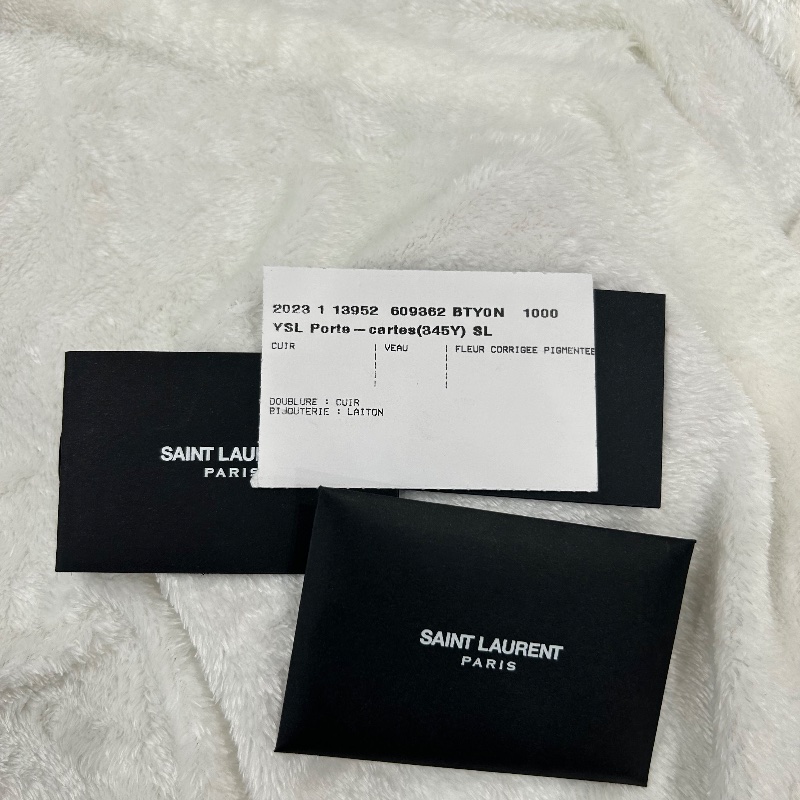 2023 1 13952 609362 BTY0N 1000
YSL Porte-cartes(345Y) SL
CUIR | VEAU | FLEUR CORRIGEE PIGMENTEE
DOUBLURE : CUIR
BIJOUTERIE : LAITON
SAINT LAU
PARIS
SAINT LAURENT
PARIS